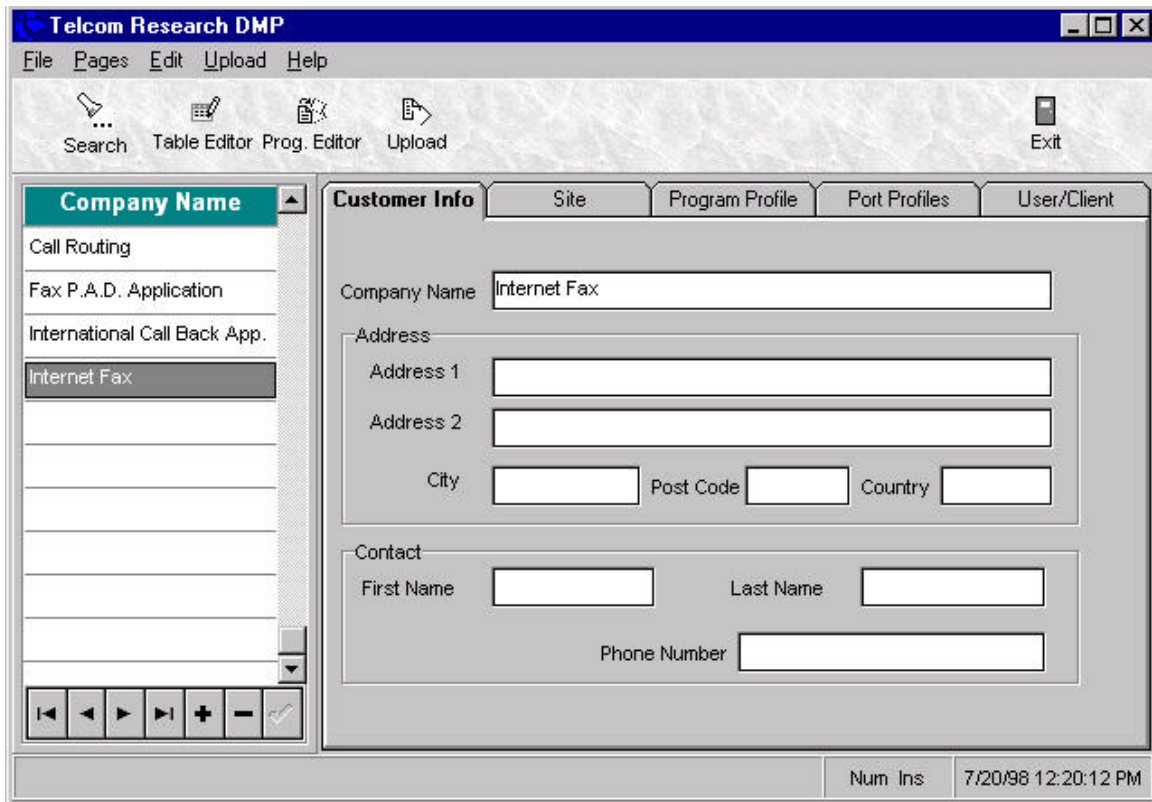 Telcom Research DMP
File Pages Edit Upload Help
Search Table Editor Prog. Editor Upload Exit
Company Name
Call Routing
Fax P.A.D. Application
International Call Back App.
Internet Fax
Customer Info Site Program Profile Port Profiles User/Client
Company Name Internet Fax
Address
Address 1
Address 2
City Post Code Country
Contact
First Name Last Name
Phone Number
Num Ins 7/20/98 12:20:12 PM